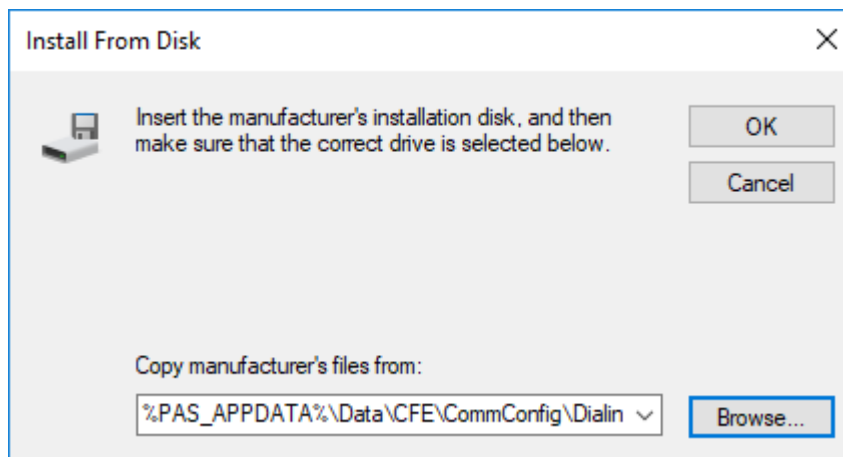 Install From Disk
Insert the manufacturer's installation disk, and then
make sure that the correct drive is selected below.
OK
Cancel
Copy manufacturer's files from:
%PAS_APPDATA%\Data\CFE\CommConfig\Dialin
Browse...